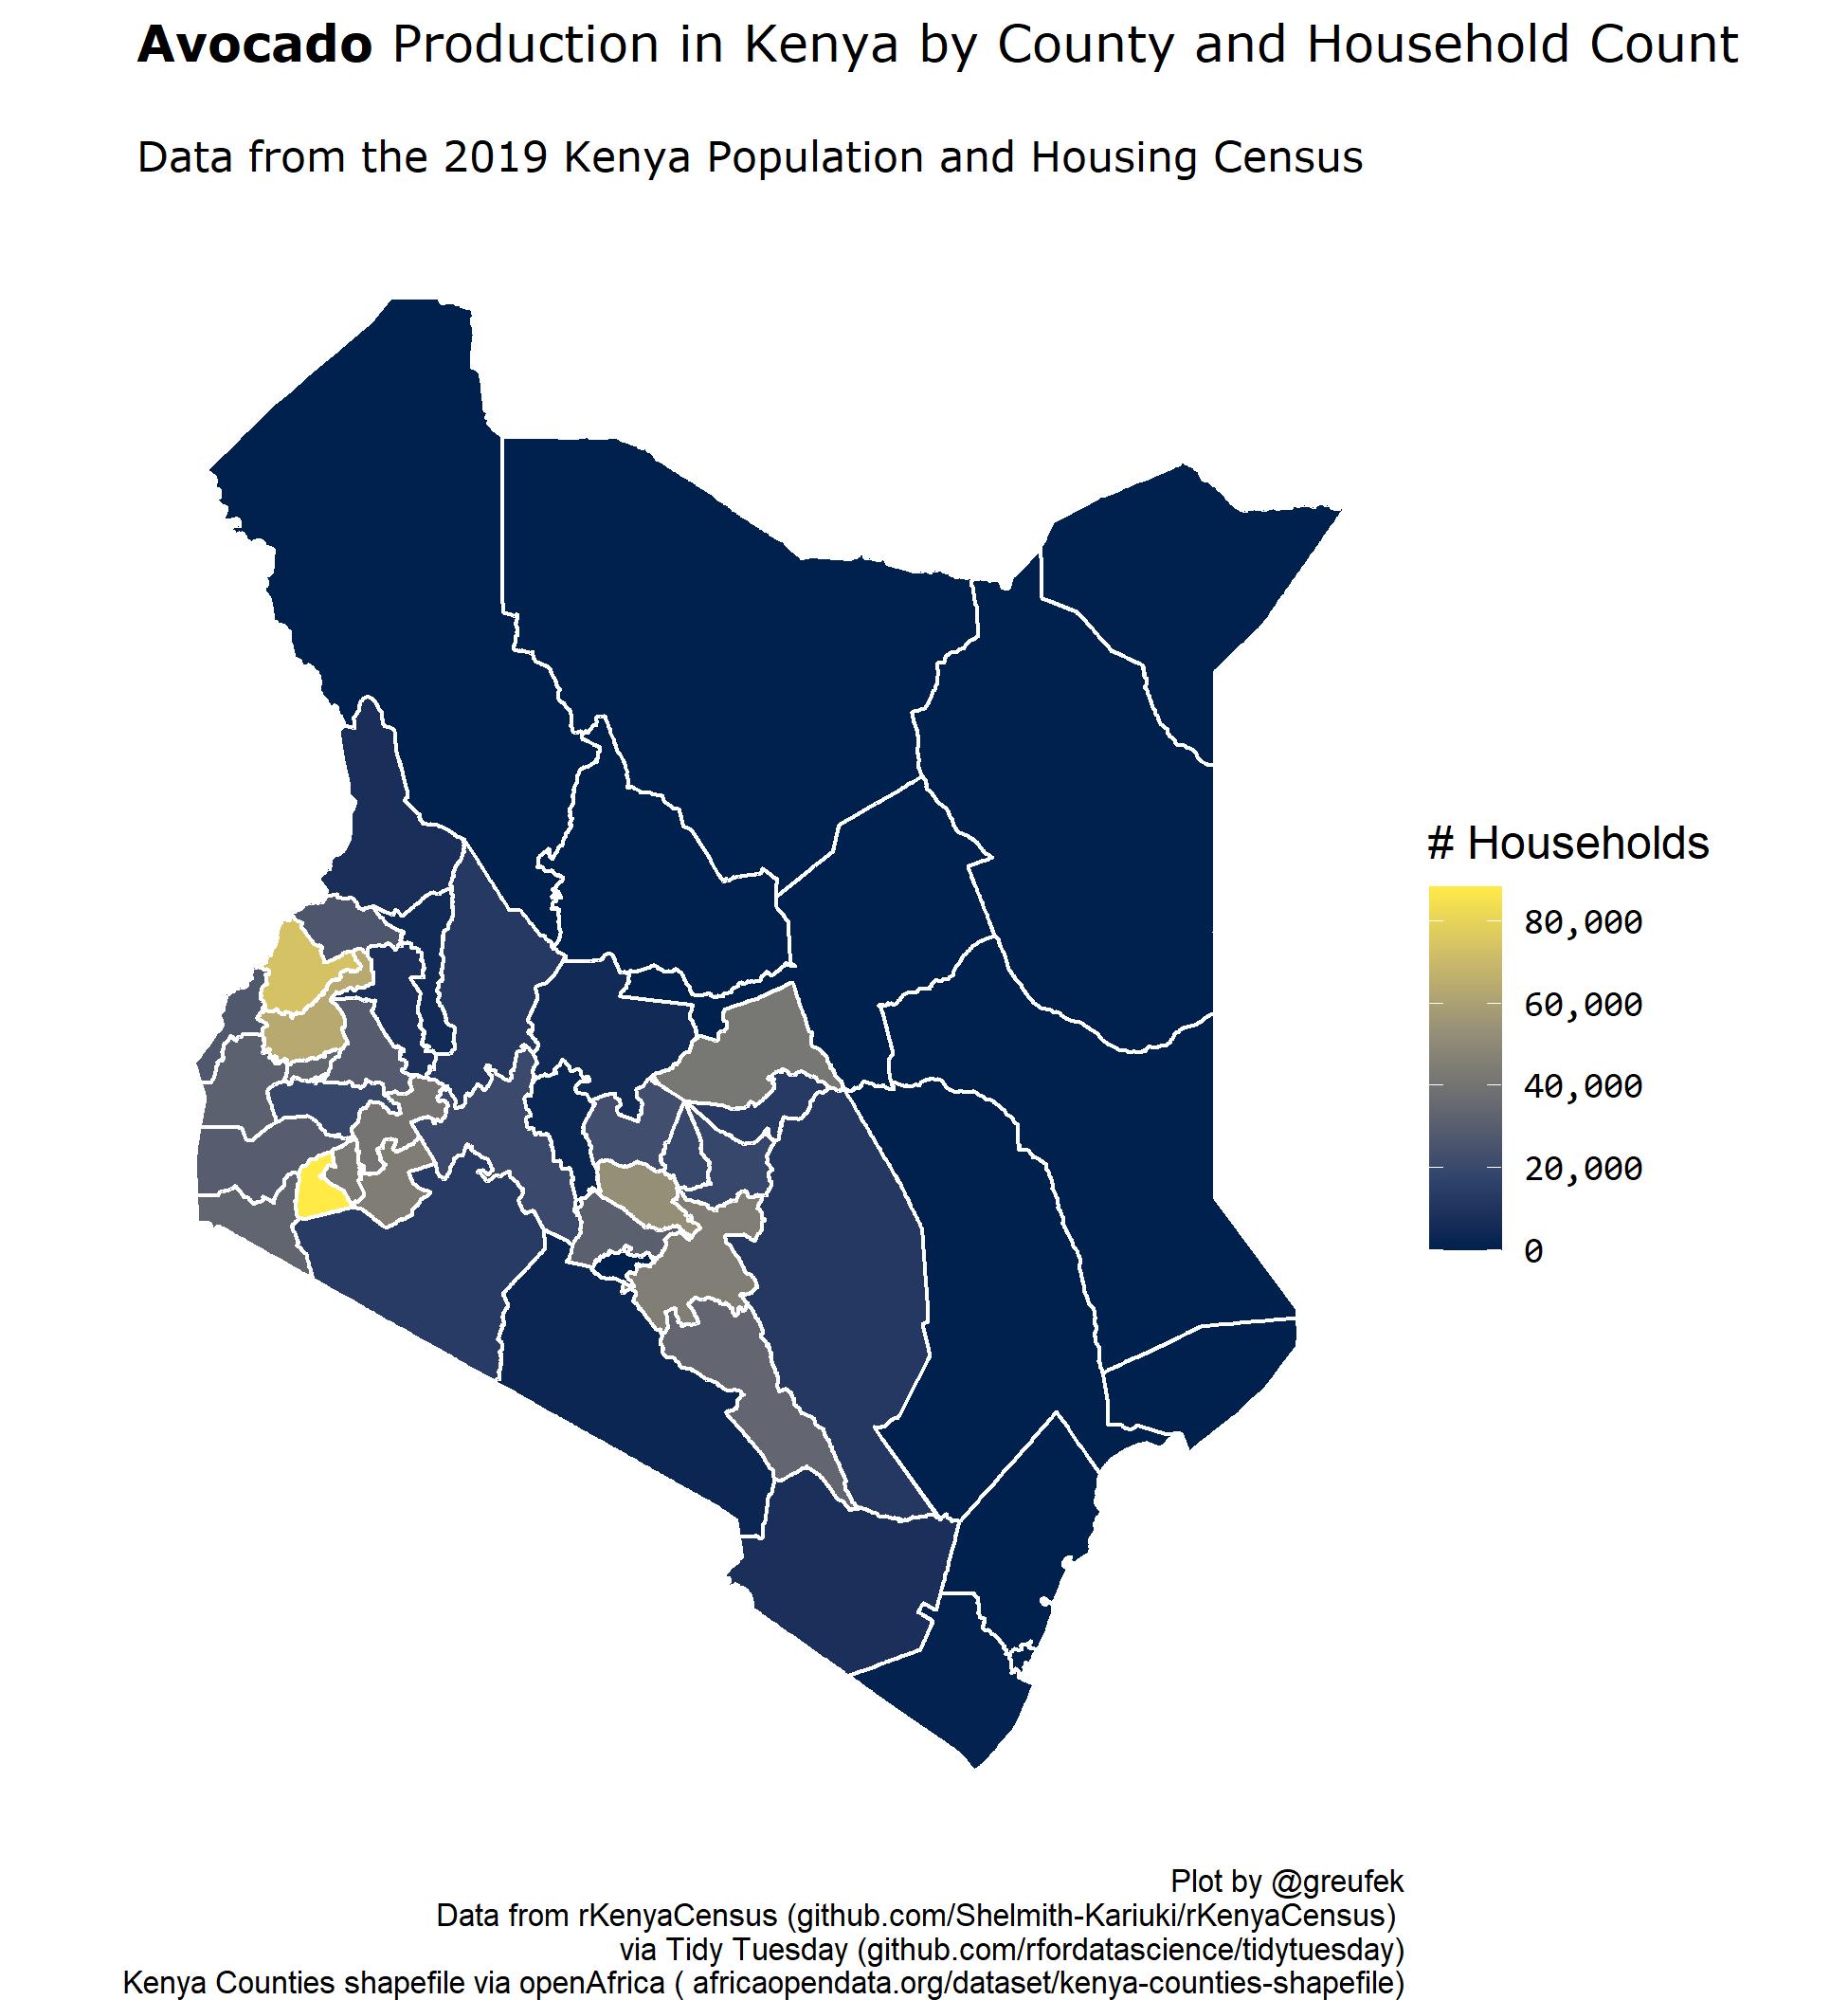 Avocado Production in Kenya by County and Household Count
Data from the 2019 Kenya Population and Housing Census
# Households
80,000
60,000
40,000
20,000
0
Plot by @greufek
Data from rKenyaCensus (github.com/Shelmith-Kariuki/rKenyaCensus)
via Tidy Tuesday (github.com/rfordatascience/tidytuesday)
Kenya Counties shapefile via openAfrica ( africaopendata.org/dataset/kenya-counties-shapefile)